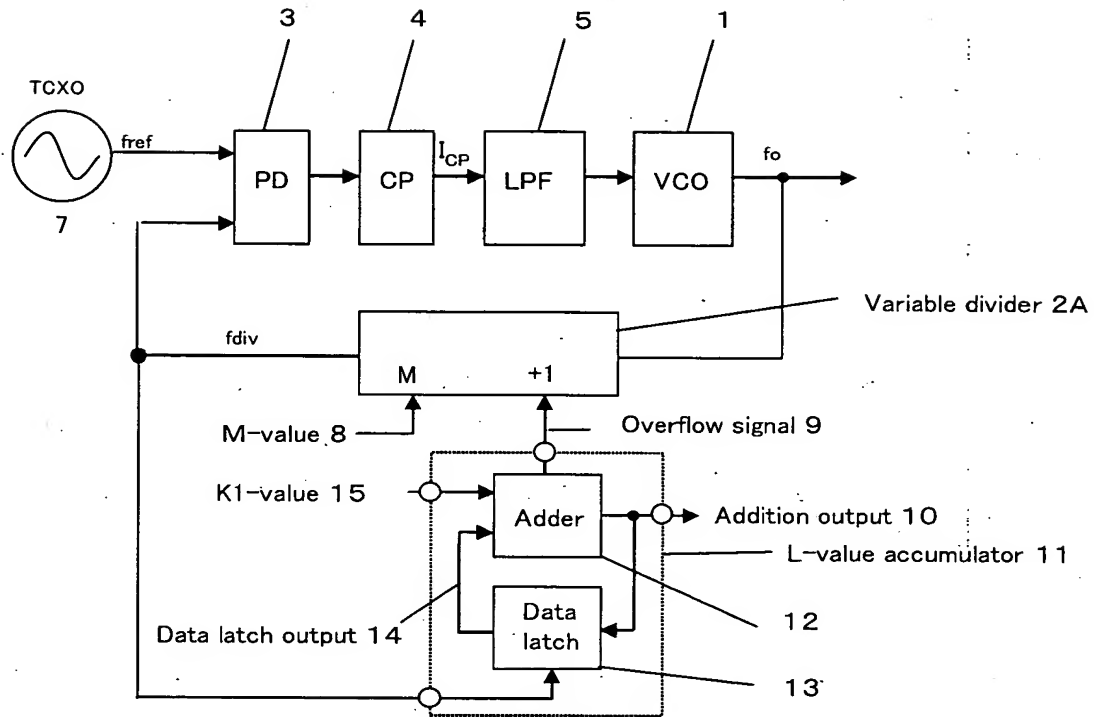 3
4
5
1
TCXO
fref
PD
CP
I_CP
LPF
VCO
fo
7
Variable divider 2A
fdiv
M
+1
M-value 8
Overflow signal 9
K1-value 15
Adder
Addition output 10
L-value accumulator 11
Data latch output 14
Data
latch
12
13